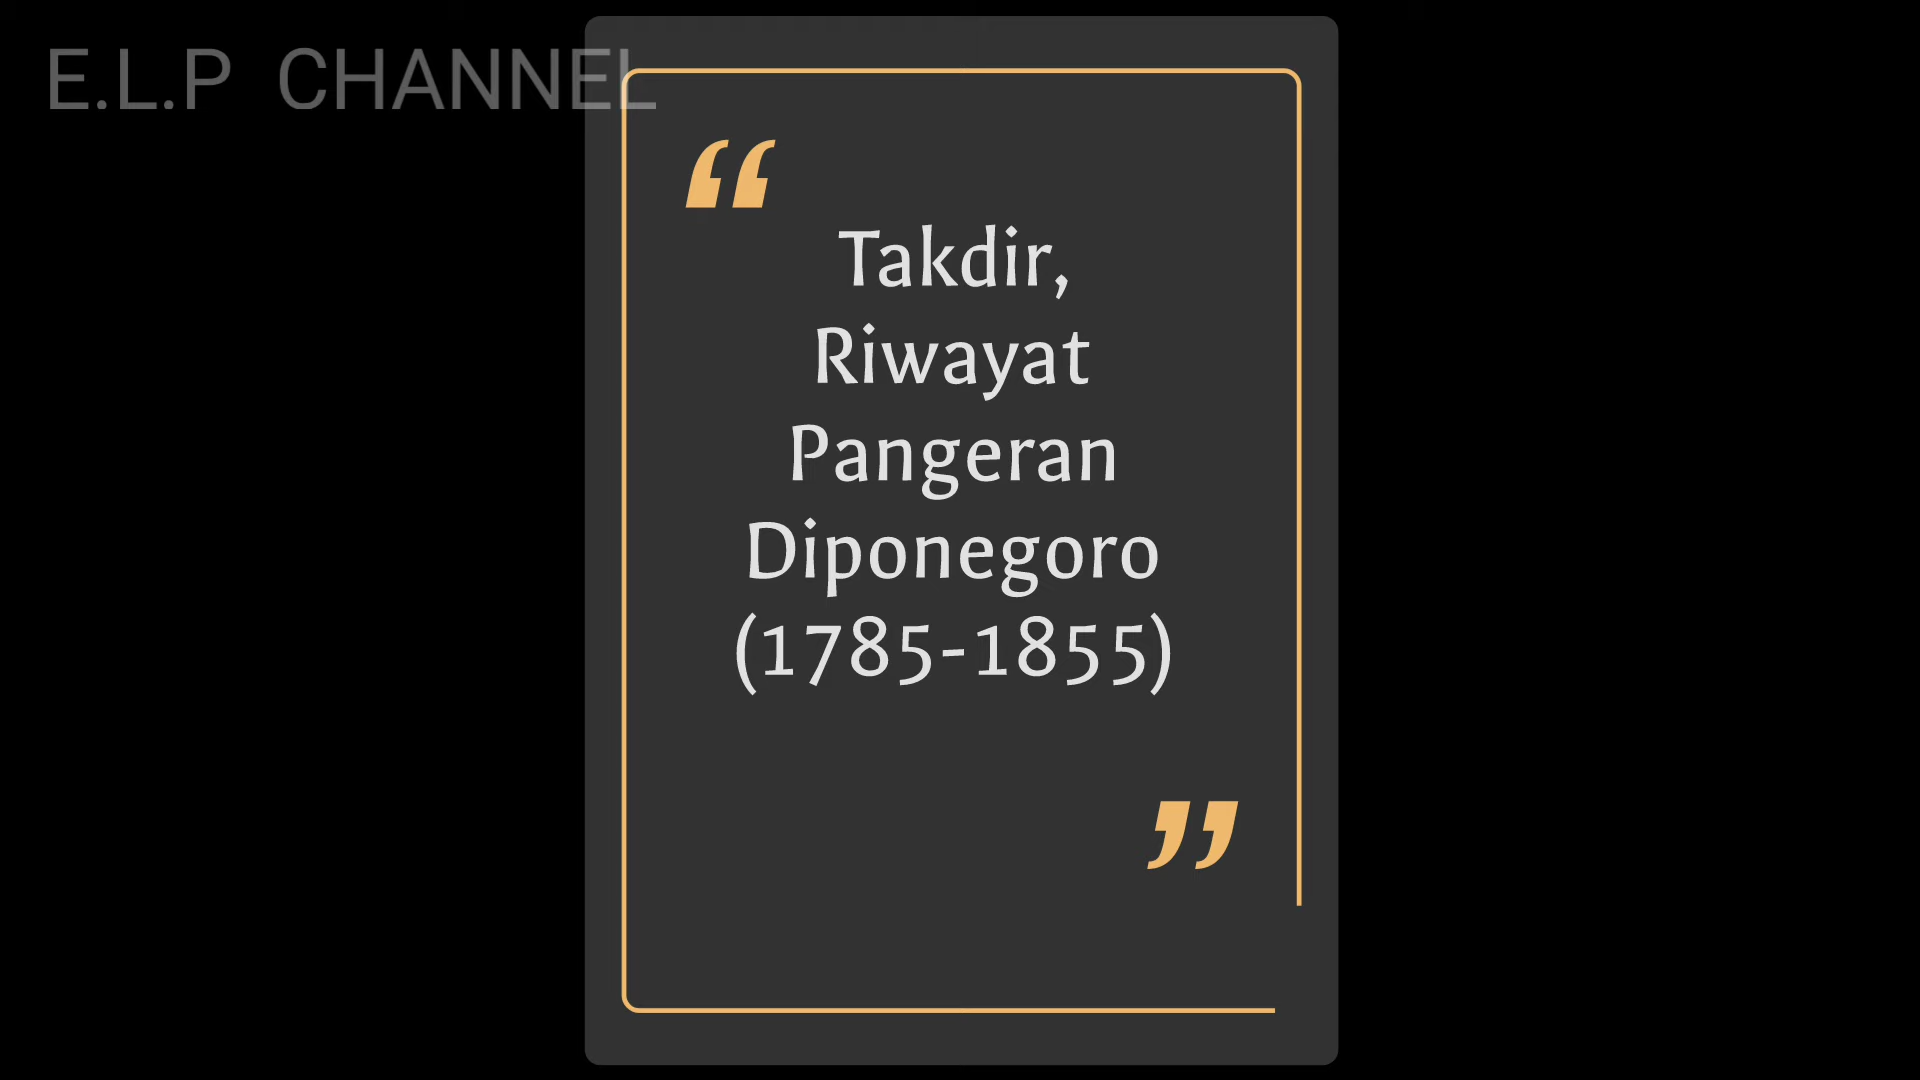 E.L.P CHANNEL
“
Takdir,
Riwayat
Pangeran
Diponegoro
(1785-1855)
”